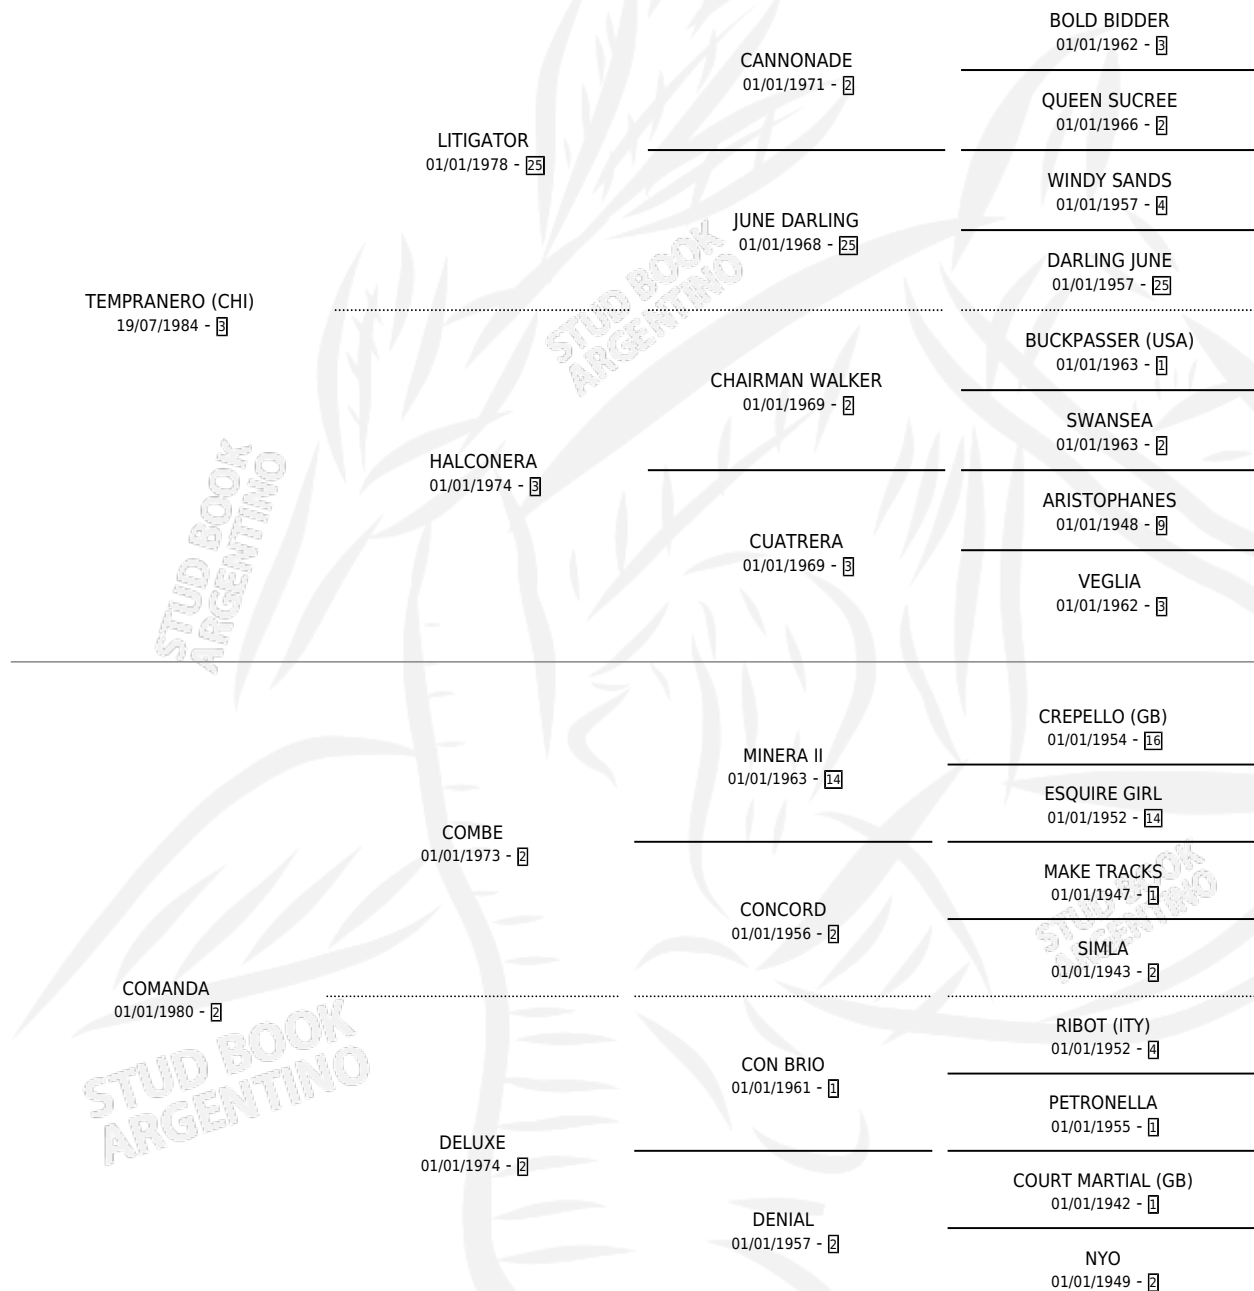 BOLD BIDDER
01/01/1962 - 3
CANNONADE
01/01/1971 - 2
QUEEN SUCREE
01/01/1966 - 2
LITIGATOR
01/01/1978 - 25
WINDY SANDS
01/01/1957 - 4
JUNE DARLING
01/01/1968 - 25
DARLING JUNE
01/01/1957 - 25
TEMPRANERO (CHI)
19/07/1984 - 3
BUCKPASSER (USA)
01/01/1963 - 1
CHAIRMAN WALKER
01/01/1969 - 2
SWANSEA
01/01/1963 - 2
HALCONERA
01/01/1974 - 3
ARISTOPHANES
01/01/1948 - 9
CUATRERA
01/01/1969 - 3
VEGLIA
01/01/1962 - 3
CREPELLO (GB)
01/01/1954 - 16
MINERA II
01/01/1963 - 14
ESQUIRE GIRL
01/01/1952 - 14
COMBE
01/01/1973 - 2
MAKE TRACKS
01/01/1947 - 1
CONCORD
01/01/1956 - 2
SIMLA
01/01/1943 - 2
COMANDA
01/01/1980 - 2
RIBOT (ITY)
01/01/1952 - 4
CON BRIO
01/01/1961 - 1
PETRONELLA
01/01/1955 - 1
DELUXE
01/01/1974 - 2
COURT MARTIAL (GB)
01/01/1942 - 1
DENIAL
01/01/1957 - 2
NYO
01/01/1949 - 2
STUD BOOK
ARGENTINO
STUD BOOK
ARGENTINO
STUD BOOK
ARGENTINO
STUD BOOK
ARGENTINO